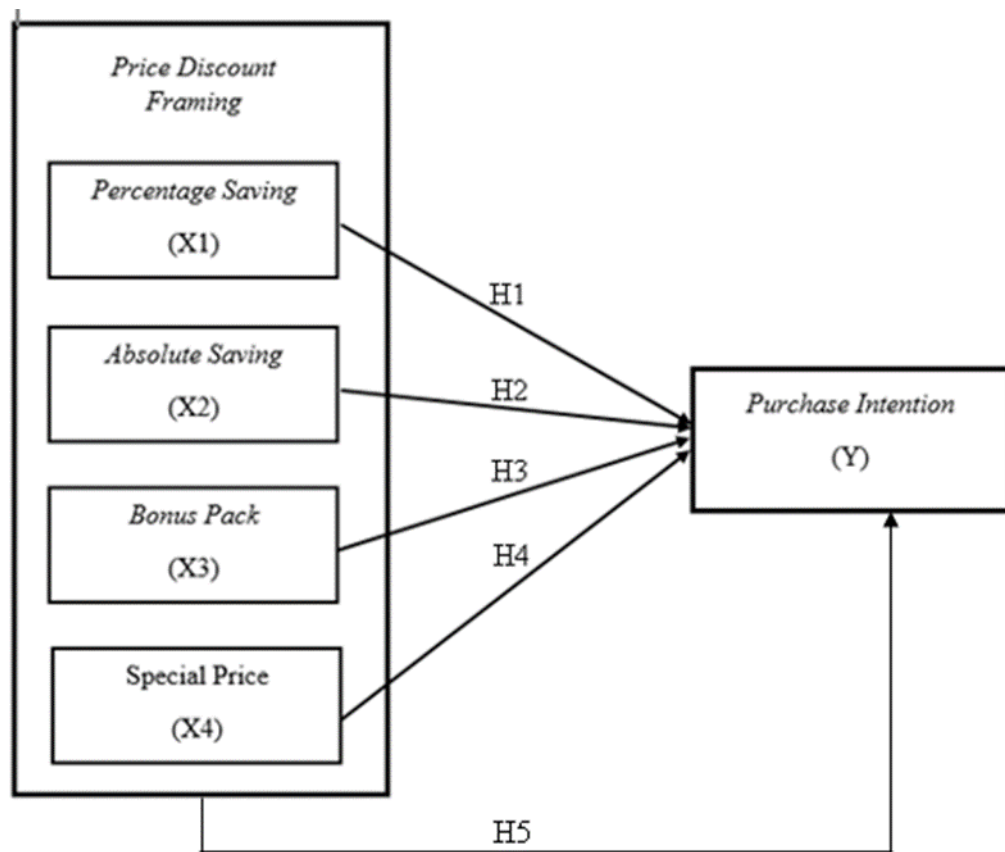 Price Discount
Framing
Percentage Saving
(X1)
H1
Absolute Saving
(X2)
H2
Purchase Intention
(Y)
H3
Bonus Pack
(X3)
H4
Special Price
(X4)
H5